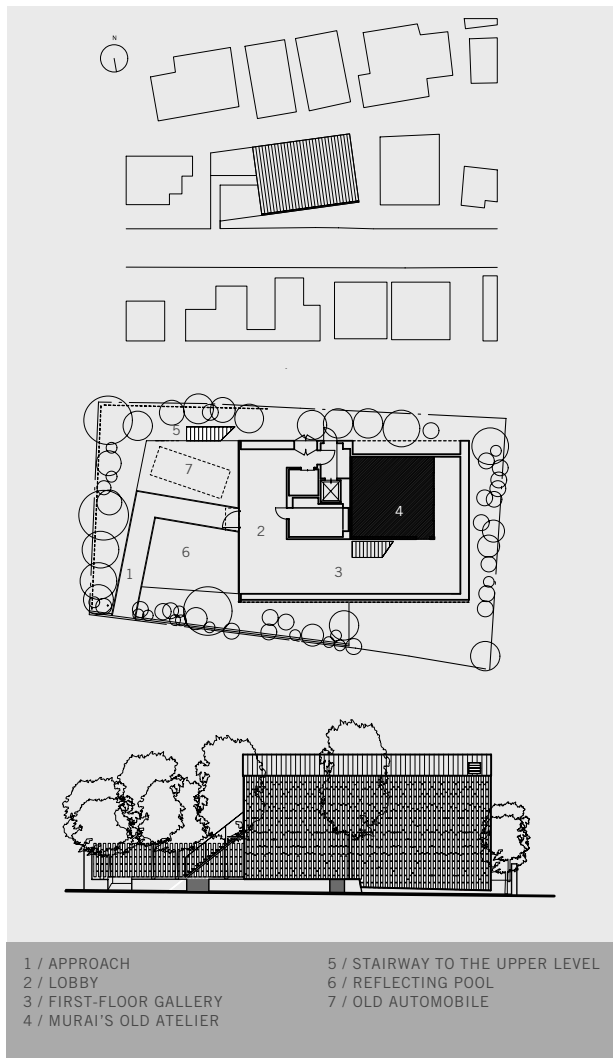 N
5
7
4
2
6
3
1
1 / APPROACH
2 / LOBBY
3 / FIRST-FLOOR GALLERY
4 / MURAI'S OLD ATELIER
5 / STAIRWAY TO THE UPPER LEVEL
6 / REFLECTING POOL
7 / OLD AUTOMOBILE